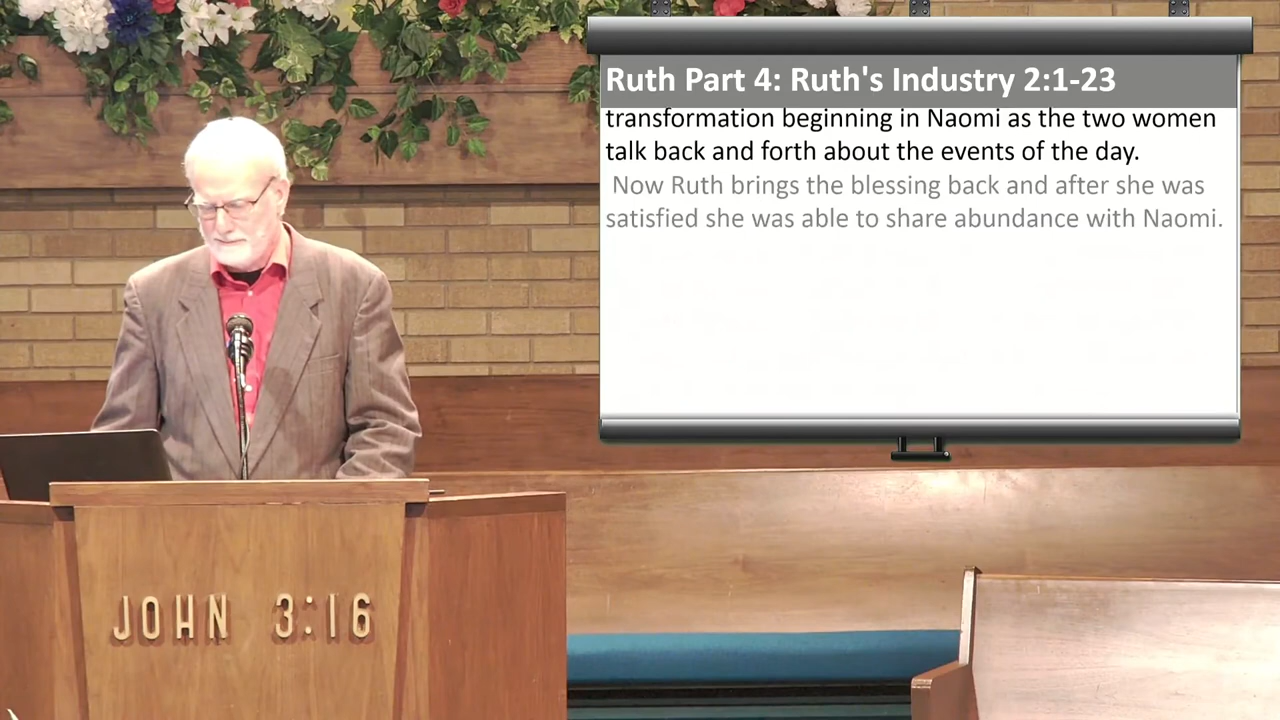 Ruth Part 4: Ruth's Industry 2:1-23
transformation beginning in Naomi as the two women
talk back and forth about the events of the day.
Now Ruth brings the blessing back and after she was
satisfied she was able to share abundance with Naomi.
JOHN 3:16